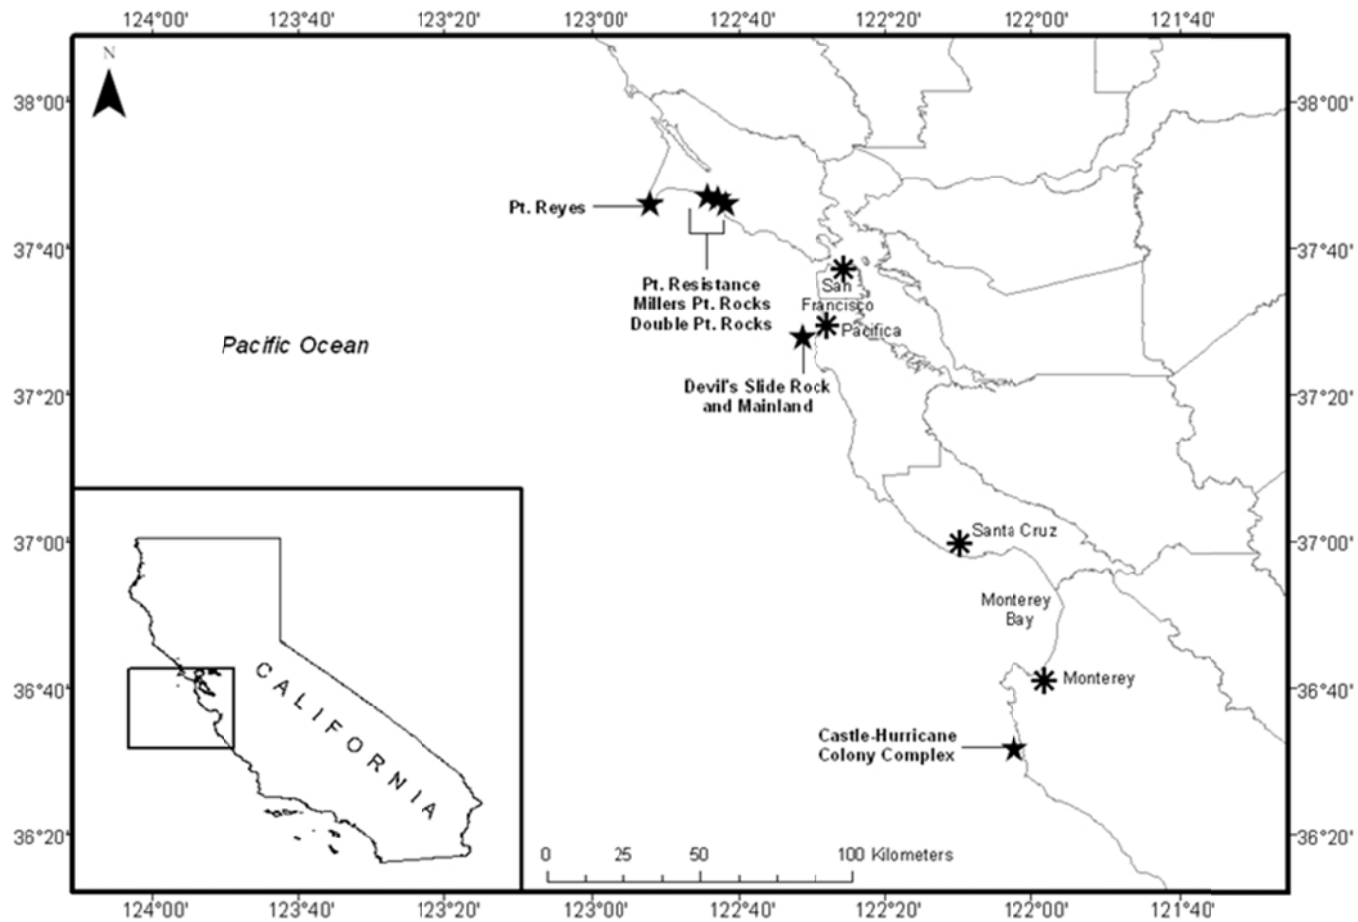 124°00' 123°40' 123°20' 123°00' 122°40' 122°20' 122°00' 121°40'
N
38°00' 38°00'
Pt. Reyes
37°40' 37°40'
Pt. Resistance
Millers Pt. Rocks
Double Pt. Rocks
San
Francisco
Pacifica
Pacific Ocean
Devil's Slide Rock
and Mainland
37°20' 37°20'
37°00' 37°00'
Santa Cruz
Monterey
Bay
36°40' 36°40'
Monterey
CALIFORNIA
Castle-Hurricane
Colony Complex
36°20' 36°20'
0 25 50 100 Kilometers
124°00' 123°40' 123°20' 123°00' 122°40' 122°20' 122°00' 121°40'